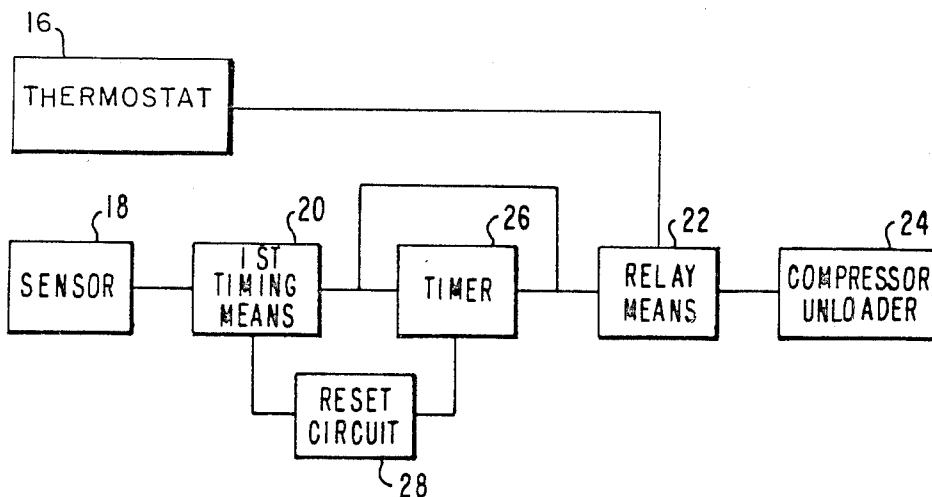 16
THERMOSTAT
18
SENSOR
20
1ST
TIMING
MEANS
26
TIMER
22
RELAY
MEANS
24
COMPRESSOR
UNLOADER
RESET
CIRCUIT
28